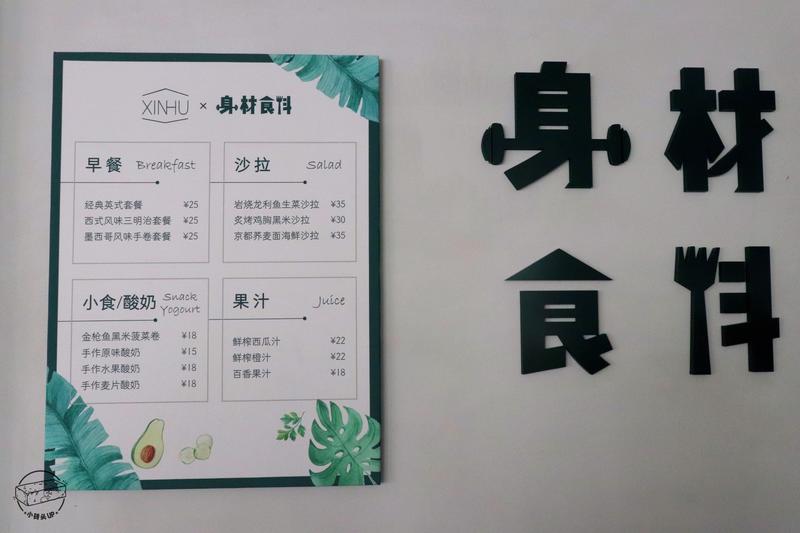 XINHU × 身材食料
早餐 Breakfast
经典英式套餐 ¥25
西式风味三明治套餐 ¥25
墨西哥风味手卷套餐 ¥25
沙拉 Salad
岩烧龙利鱼生菜沙拉 ¥35
炙烤鸡胸黑米沙拉 ¥30
京都荞麦面海鲜沙拉 ¥35
小食/酸奶 Snack
Yogourt
金枪鱼黑米菠菜卷 ¥18
手作原味酸奶 ¥15
手作水果酸奶 ¥18
手作麦片酸奶 ¥18
果汁 Juice
鲜榨西瓜汁 ¥22
鲜榨橙汁 ¥22
百香果汁 ¥18
身材
食料
小砖头UP